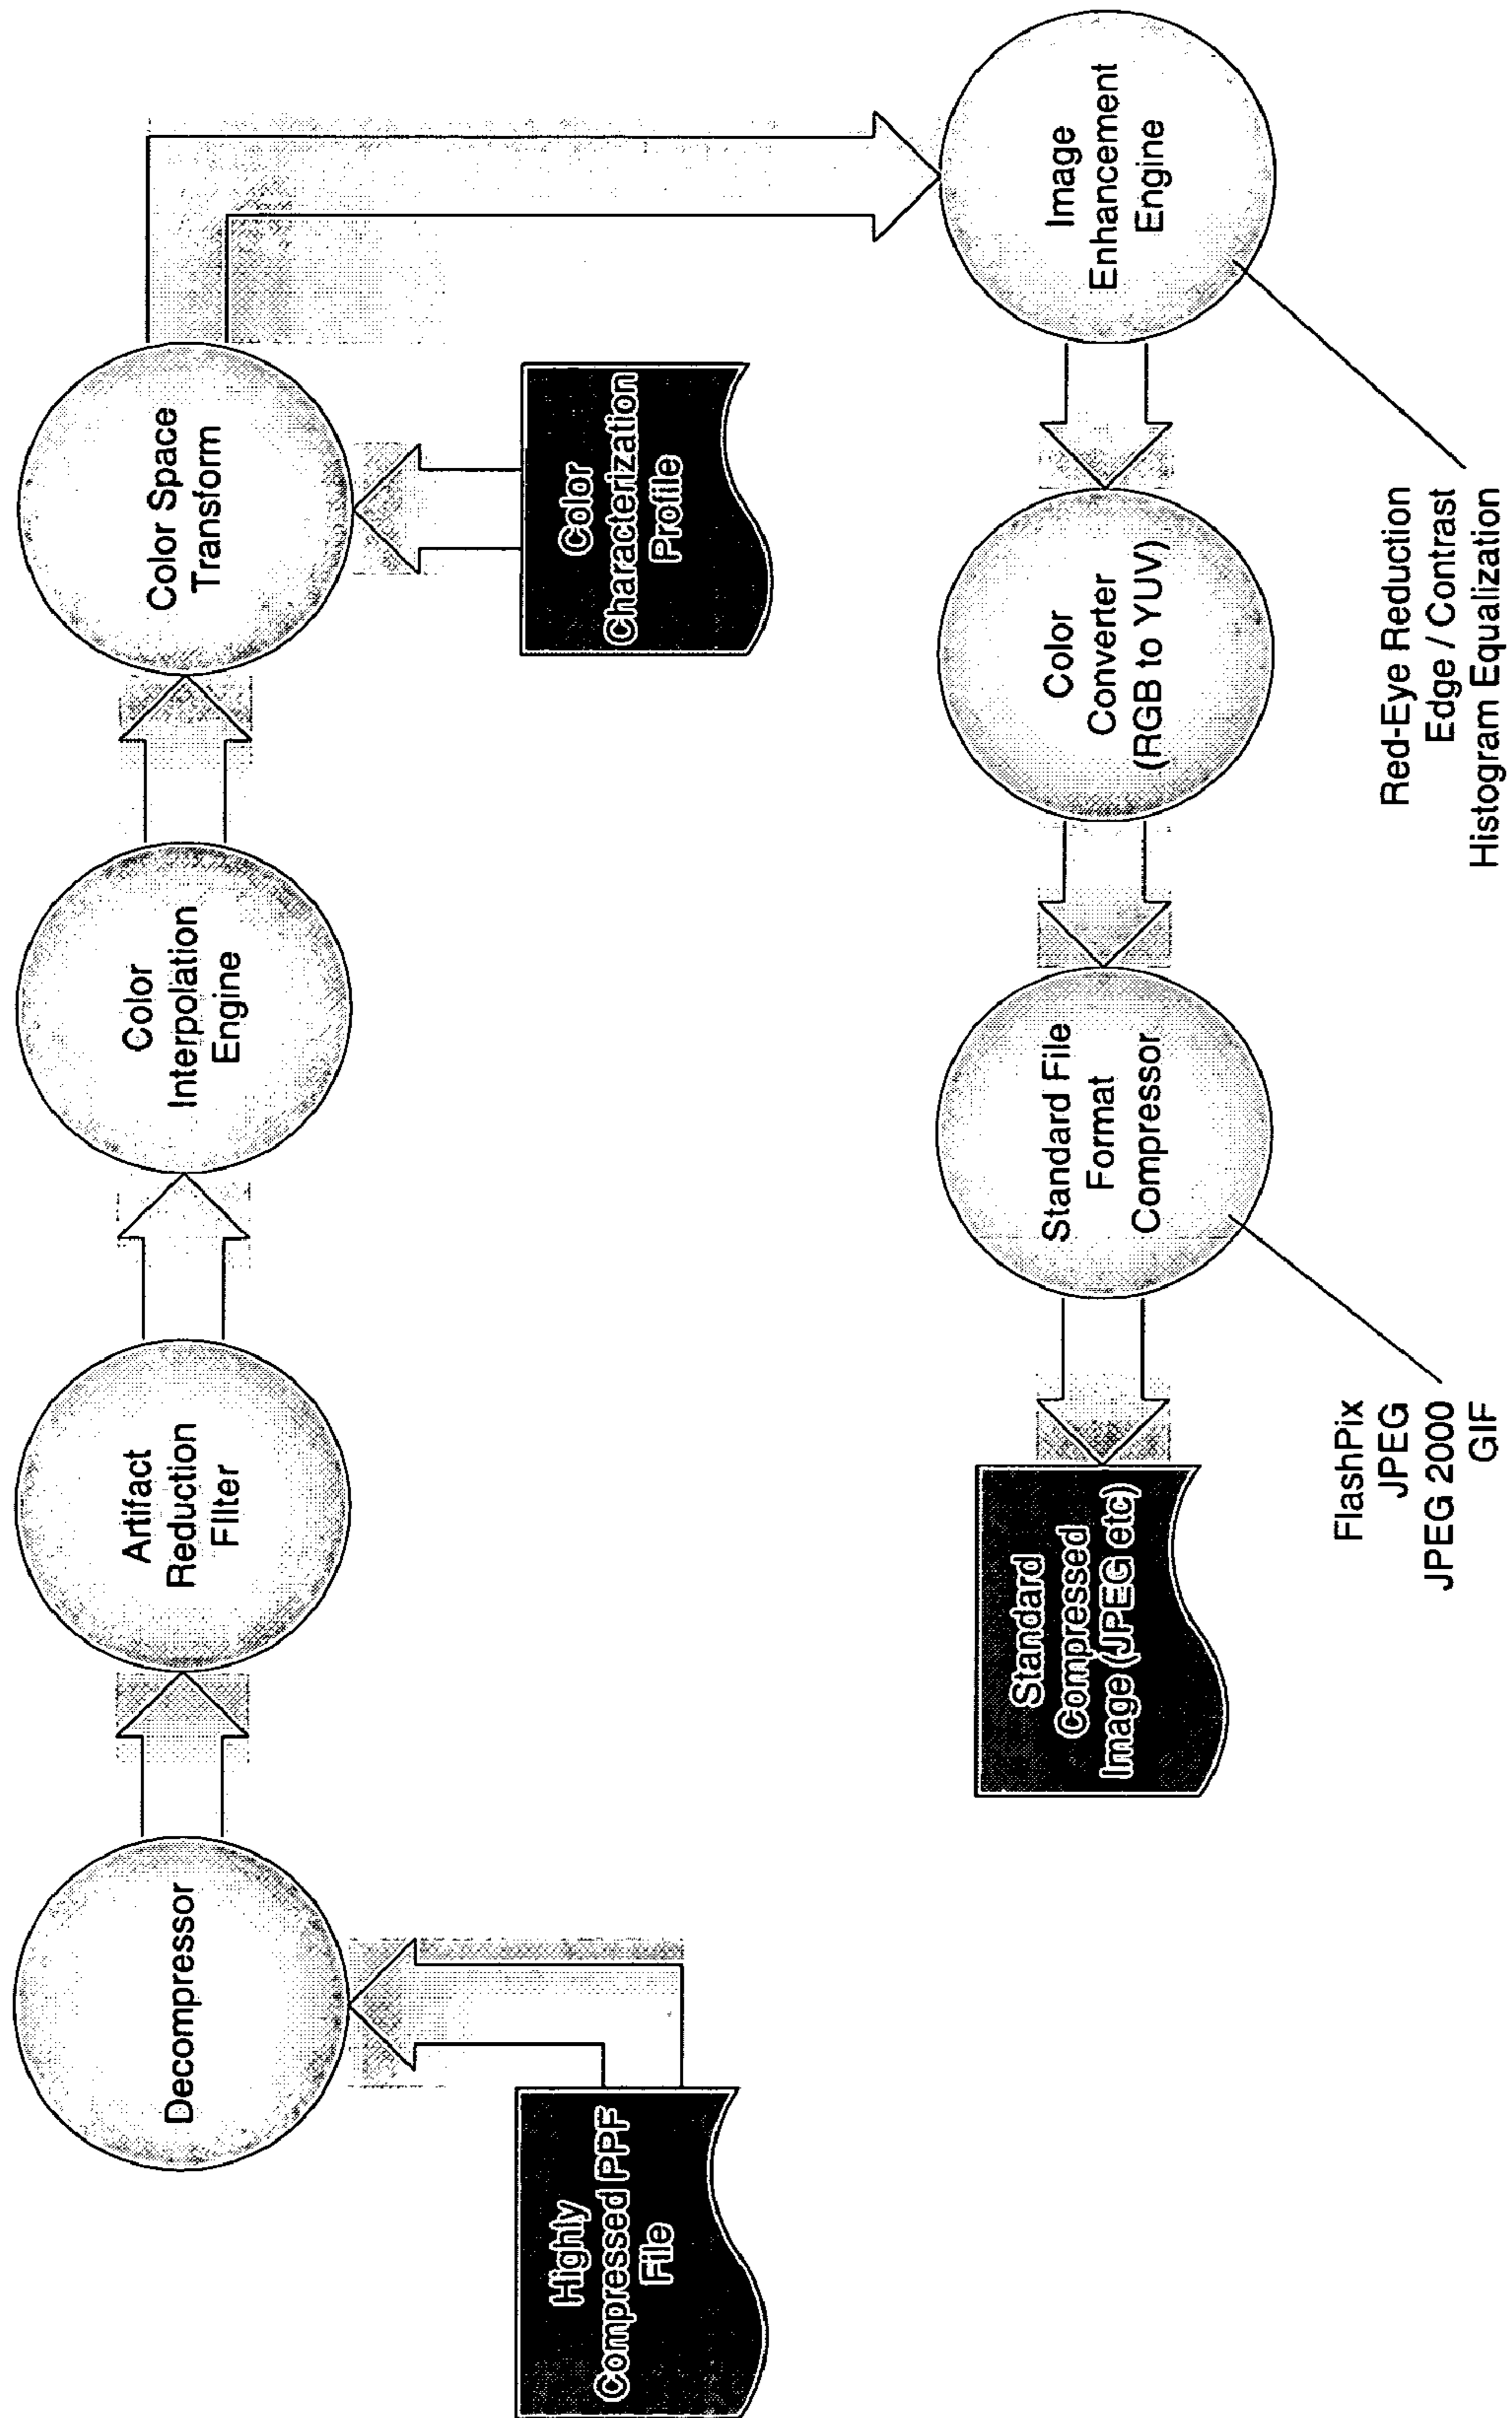 Highly
Compressed PPF
File
Decompressor
Artifact
Reduction
FIlter
Color
Interpolation
Engine
Color Space
Transform
Color
Characterization
Profile
Image
Enhancement
Engine
Red-Eye Reduction
Edge / Contrast
Histogram Equalization
Color
Converter
(RGB to YUV)
Standard File
Format
Compressor
FlashPix
JPEG
JPEG 2000
GIF
Standard
Compressed
Image (JPEG etc)